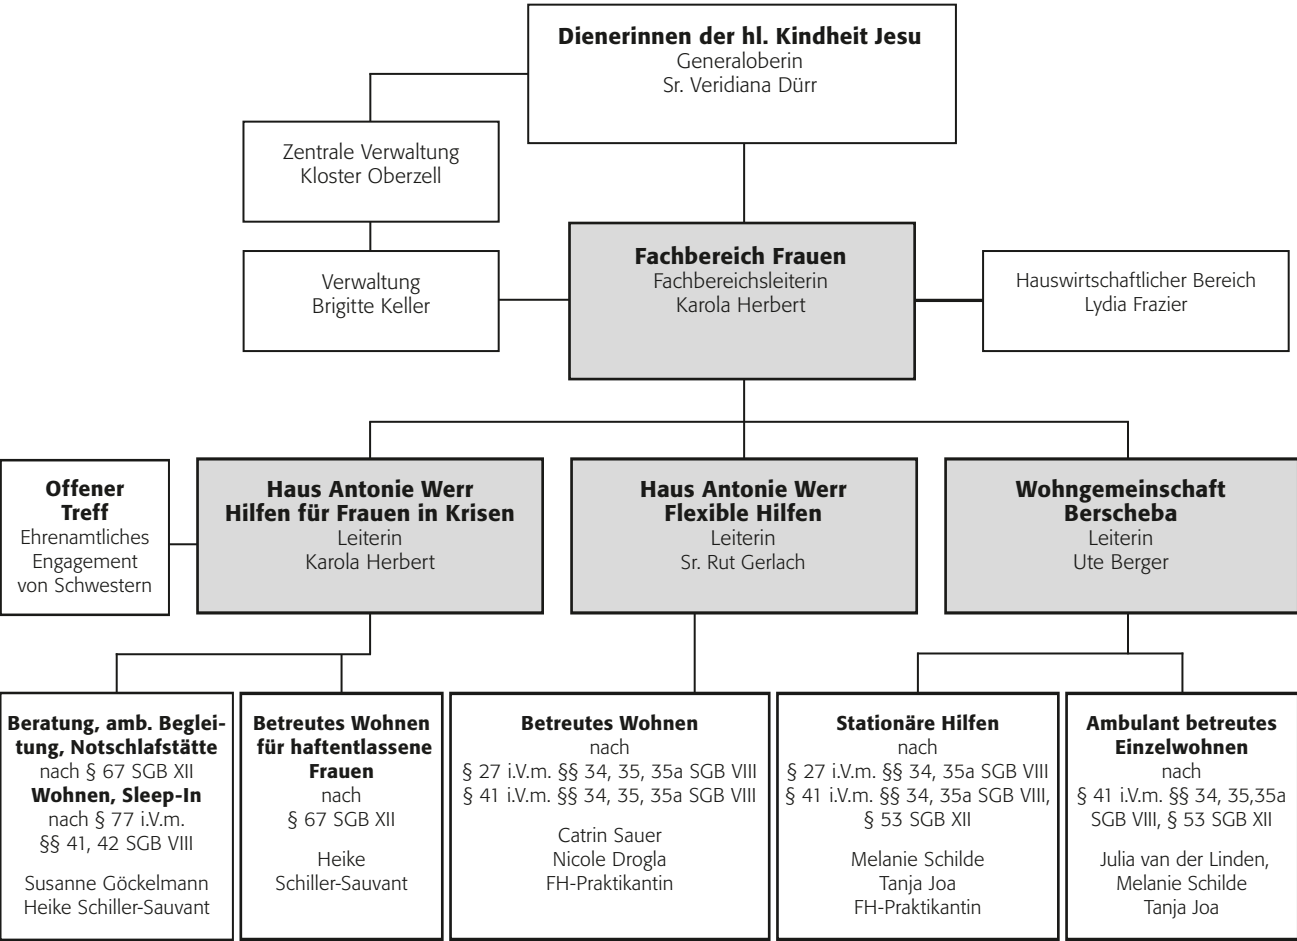 Dienerinnen der hl. Kindheit Jesu
Generaloberin
Sr. Veridiana Dürr
Zentrale Verwaltung
Kloster Oberzell
Fachbereich Frauen
Fachbereichsleiterin
Karola Herbert
Verwaltung
Brigitte Keller
Hauswirtschaftlicher Bereich
Lydia Frazier
Offener
Treff
Ehrenamtliches
Engagement
von Schwestern
Haus Antonie Werr
Hilfen für Frauen in Krisen
Leiterin
Karola Herbert
Haus Antonie Werr
Flexible Hilfen
Leiterin
Sr. Rut Gerlach
Wohngemeinschaft
Berscheba
Leiterin
Ute Berger
Beratung, amb. Beglei-
tung, Notschlafstätte
nach § 67 SGB XII
Wohnen, Sleep-In
nach § 77 i.V.m.
§§ 41, 42 SGB VIII
Susanne Göckelmann
Heike Schiller-Sauvant
Betreutes Wohnen
für haftentlassene
Frauen
nach
§ 67 SGB XII
Heike
Schiller-Sauvant
Betreutes Wohnen
nach
§ 27 i.V.m. §§ 34, 35, 35a SGB VIII
§ 41 i.V.m. §§ 34, 35, 35a SGB VIII
Catrin Sauer
Nicole Drogla
FH-Praktikantin
Stationäre Hilfen
nach
§ 27 i.V.m. §§ 34, 35a SGB VIII
§ 41 i.V.m. §§ 34, 35a SGB VIII,
§ 53 SGB XII
Melanie Schilde
Tanja Joa
FH-Praktikantin
Ambulant betreutes
Einzelwohnen
nach
§ 41 i.V.m. §§ 34, 35,35a
SGB VIII, § 53 SGB XII
Julia van der Linden,
Melanie Schilde
Tanja Joa